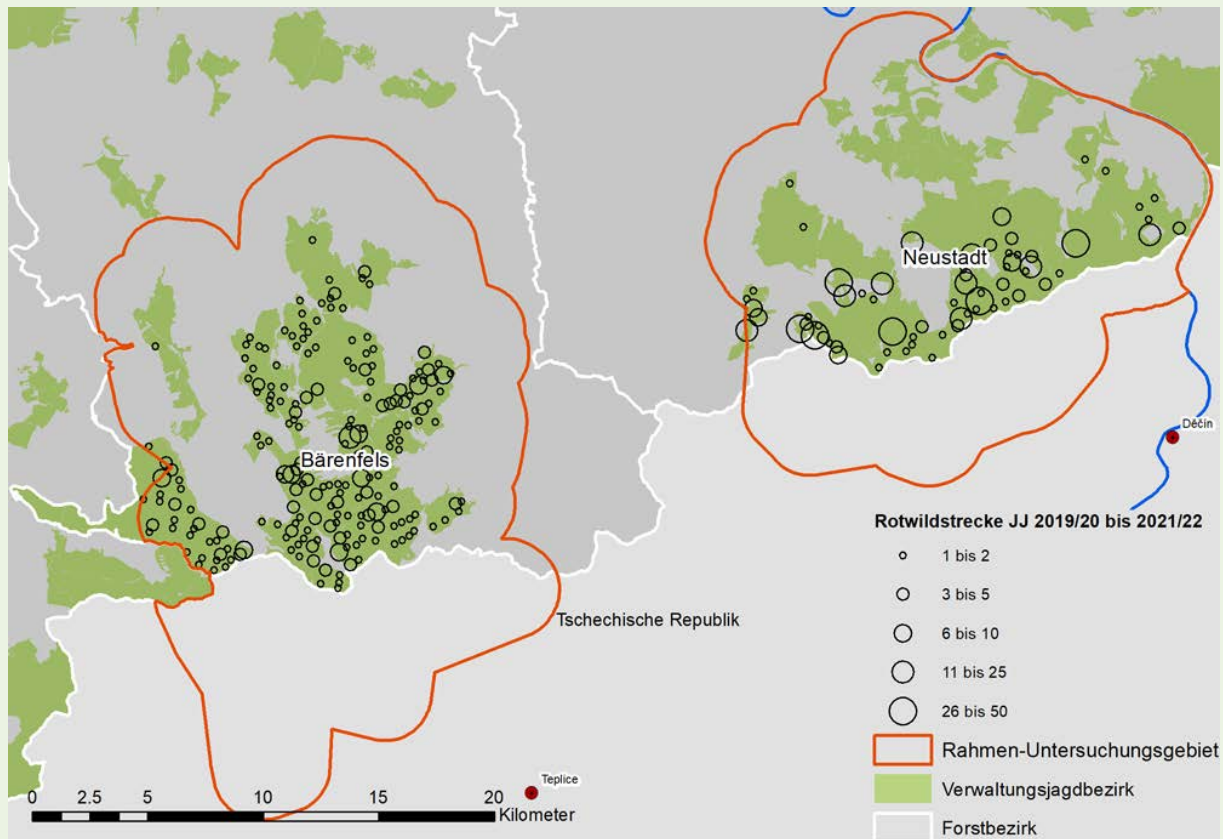 Neustadt
Bärenfels
Děčín
Rotwildstrecke JJ 2019/20 bis 2021/22
1 bis 2
3 bis 5
Tschechische Republik
6 bis 10
11 bis 25
26 bis 50
Rahmen-Untersuchungsgebiet
Teplice
Verwaltungsjagdbezirk
0 2.5 5 10 15 20
Kilometer
Forstbezirk